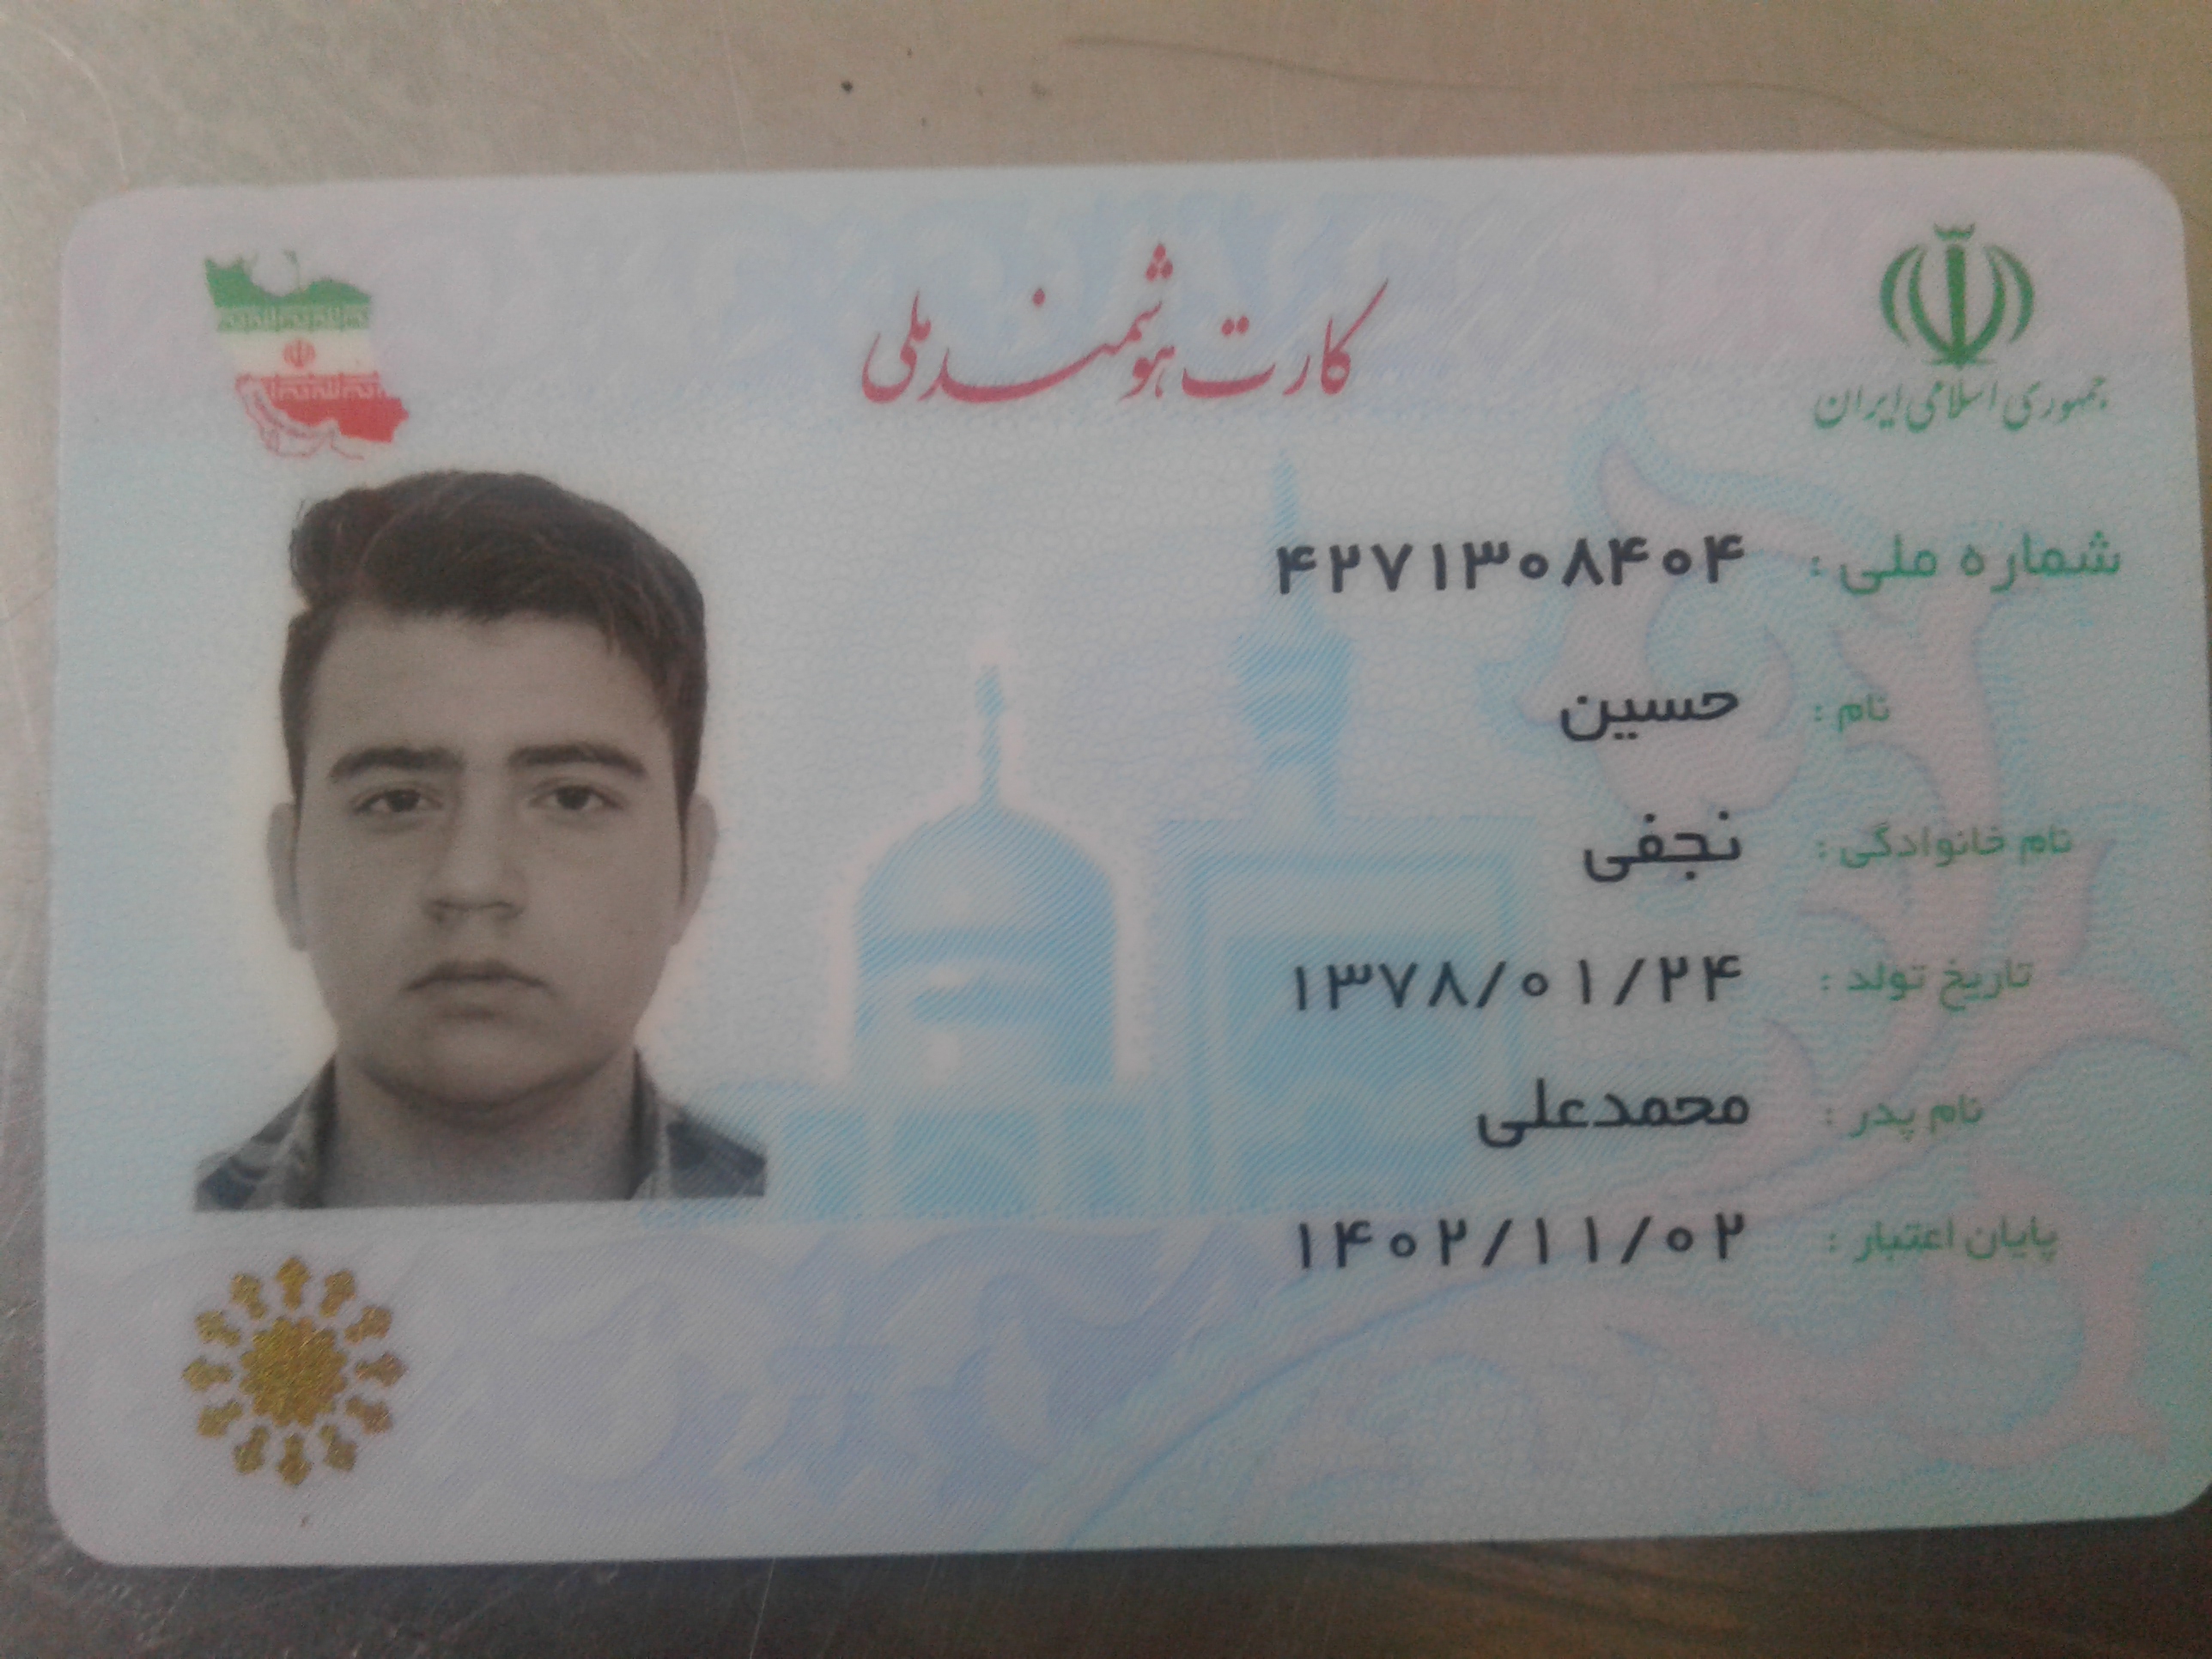 جمهوری اسلامی ایران
کارت هوشمند ملی
شماره ملی : ۴۲۷۱۳۰۸۴۰۴
نام : حسین
نام خانوادگی : نجفی
تاریخ تولد : ۱۳۷۸/۰۱/۲۴
نام پدر : محمدعلی
پایان اعتبار : ۱۴۰۲/۱۱/۰۲